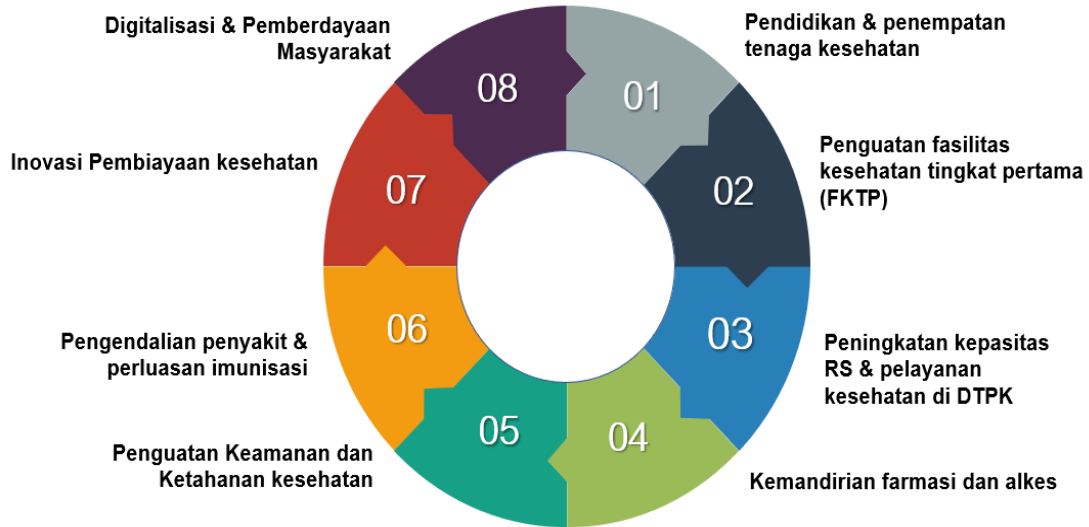 01
Pendidikan & penempatan
tenaga kesehatan
02
Penguatan fasilitas
kesehatan tingkat pertama
(FKTP)
03
Peningkatan kepasitas
RS & pelayanan
kesehatan di DTPK
04
Kemandirian farmasi dan alkes
05
Penguatan Keamanan dan
Ketahanan kesehatan
06
Pengendalian penyakit &
perluasan imunisasi
07
Inovasi Pembiayaan kesehatan
08
Digitalisasi & Pemberdayaan
Masyarakat